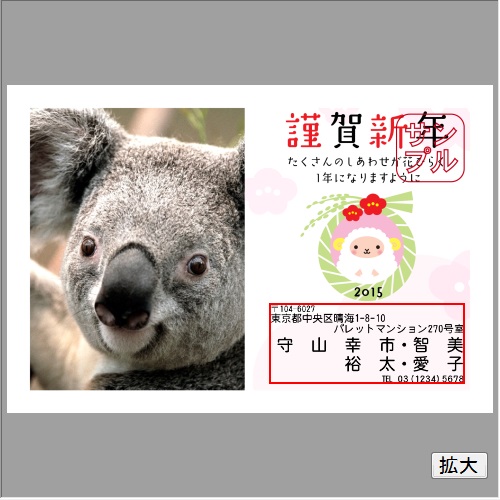 謹賀新年
サンプル
たくさんのしあわせが花ひらく
1年になりますように
2015
〒104-6027
東京都中央区晴海1-8-10
パレットマンション270号室
守 山 幸 市・智 美
裕 太・愛 子
TEL 03(1234)5678
拡大